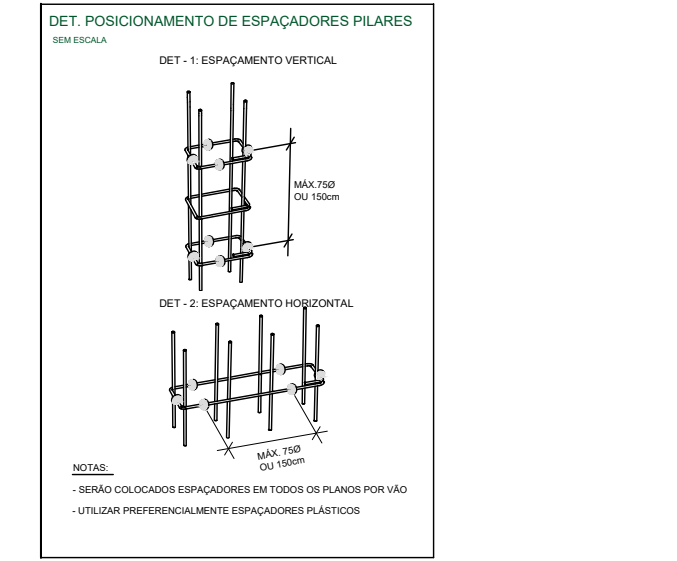 DET. POSICIONAMENTO DE ESPAÇADORES PILARES
SEM ESCALA
DET - 1: ESPAÇAMENTO VERTICAL
MÁX.75Ø
OU 150cm
DET - 2: ESPAÇAMENTO HORIZONTAL
MÁX. 75Ø
OU 150cm
NOTAS:
- SERÃO COLOCADOS ESPAÇADORES EM TODOS OS PLANOS POR VÃO
- UTILIZAR PREFERENCIALMENTE ESPAÇADORES PLÁSTICOS